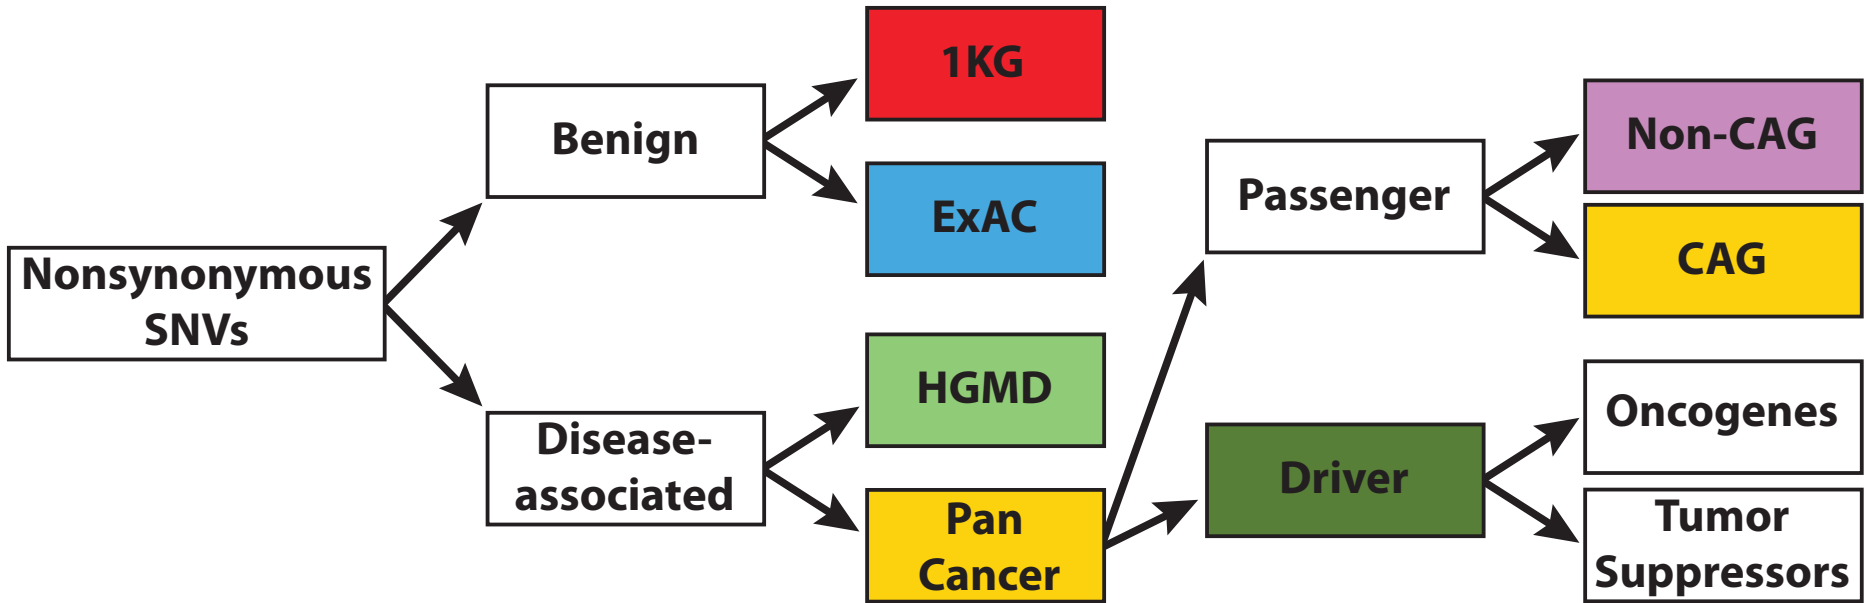 Nonsynonymous
SNVs
Benign
Disease-
associated
1KG
ExAC
HGMD
Pan
Cancer
Passenger
Driver
Non-CAG
CAG
Oncogenes
Tumor
Suppressors